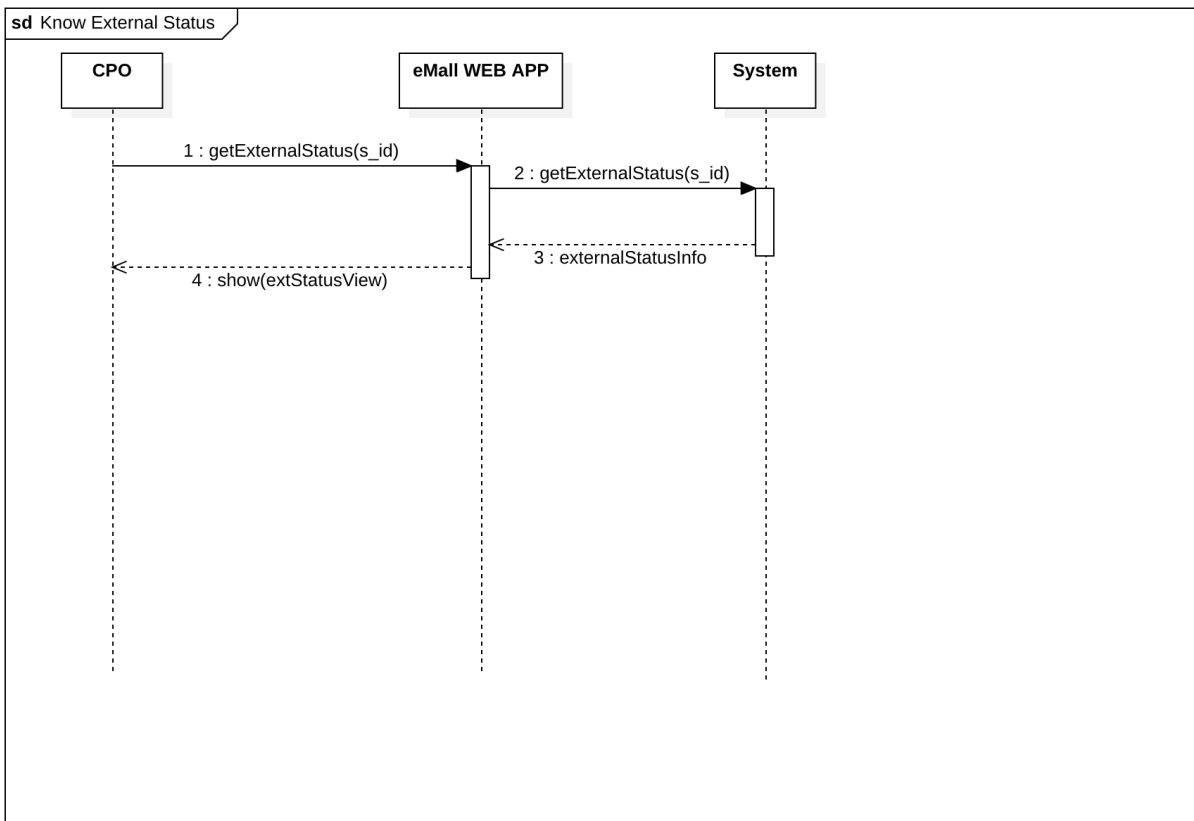 sd Know External Status
CPO
eMall WEB APP
System
1 : getExternalStatus(s_id)
2 : getExternalStatus(s_id)
3 : externalStatusInfo
4 : show(extStatusView)